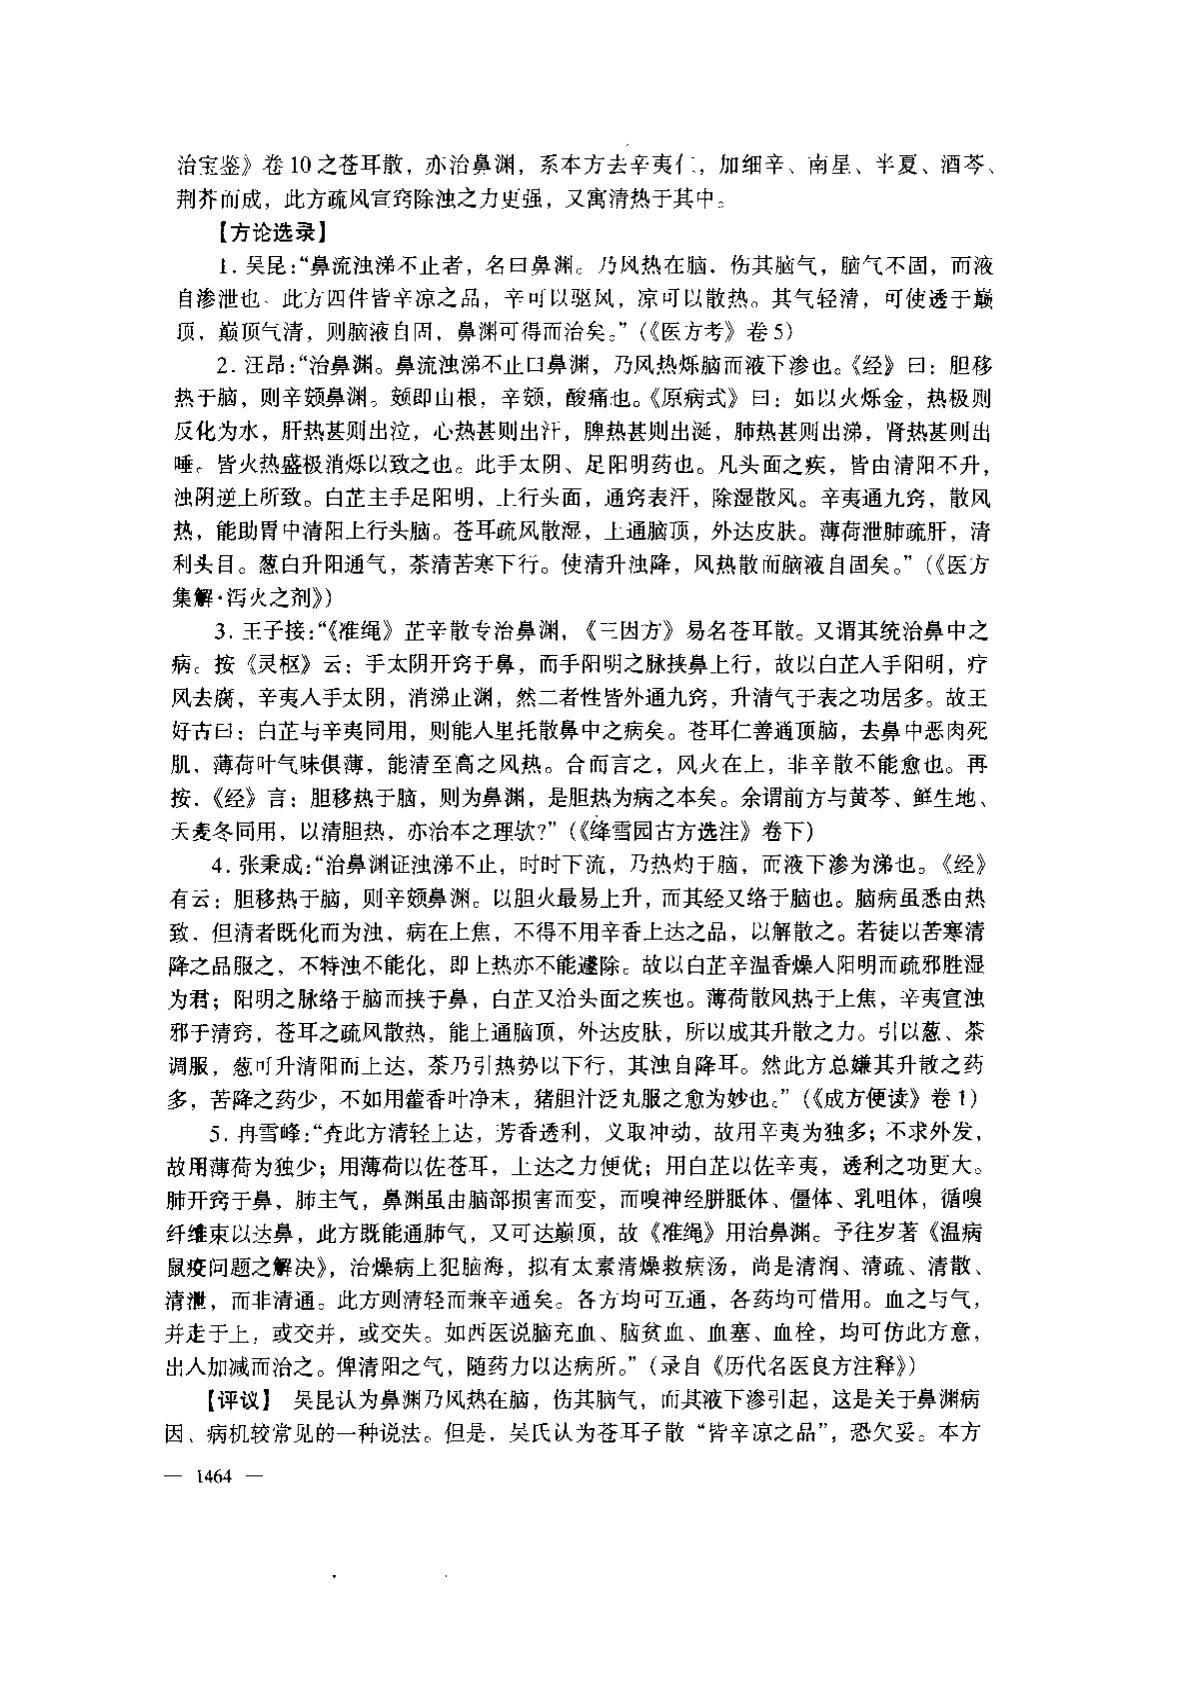 治宝鉴》卷 10 之苍耳散，亦治鼻渊，系本方去辛夷仁，加细辛、南星、半夏、酒芩、
荆芥而成，此方疏风宣窍除浊之力更强，又寓清热于其中。
【方论选录】
1. 吴昆：“鼻流浊涕不止者，名曰鼻渊。乃风热在脑，伤其脑气，脑气不固，而液
自渗泄也。此方四件皆辛凉之品，辛可以驱风，凉可以散热。其气轻清，可使透于巅
顶，巅顶气清，则脑液自固，鼻渊可得而治矣。”（《医方考》卷 5）
2. 汪昂：“治鼻渊。鼻流浊涕不止曰鼻渊，乃风热烁脑而液下渗也。《经》曰：胆移
热于脑，则辛頞鼻渊。頞即山根，辛頞，酸痛也。《原病式》曰：如以火烁金，热极则
反化为水，肝热甚则出泣，心热甚则出汗，脾热甚则出涎，肺热甚则出涕，肾热甚则出
唾。皆火热盛极消烁以致之也。此手太阴、足阳明药也。凡头面之疾，皆由清阳不升，
浊阴逆上所致。白芷主手足阳明，上行头面，通窍表汗，除湿散风。辛夷通九窍，散风
热，能助胃中清阳上行头脑。苍耳疏风散湿，上通脑顶，外达皮肤。薄荷泄肺疏肝，清
利头目。葱白升阳通气，茶清苦寒下行。使清升浊降，风热散而脑液自固矣。”（《医方
集解·泻火之剂》）
3. 王子接：“《准绳》芷辛散专治鼻渊，《三因方》易名苍耳散。又谓其统治鼻中之
病。按《灵枢》云：手太阴开窍于鼻，而手阳明之脉挟鼻上行，故以白芷人手阳明，疗
风去腐，辛夷人手太阴，消涕止渊，然二者性皆外通九窍，升清气于表之功居多。故王
好古曰：白芷与辛夷同用，则能人里托散鼻中之病矣。苍耳仁善通顶脑，去鼻中恶肉死
肌，薄荷叶气味俱薄，能清至高之风热。合而言之，风火在上，非辛散不能愈也。再
按，《经》言：胆移热于脑，则为鼻渊，是胆热为病之本矣。余谓前方与黄芩、鲜生地、
天麦冬同用，以清胆热，亦治本之理欤?”（《绛雪园古方选注》卷下）
4. 张秉成：“治鼻渊证浊涕不止，时时下流，乃热灼于脑，而液下渗为涕也。《经》
有云：胆移热于脑，则辛頞鼻渊。以胆火最易上升，而其经又络于脑也。脑病虽悉由热
致，但清者既化而为浊，病在上焦，不得不用辛香上达之品，以解散之。若徒以苦寒清
降之品服之，不特浊不能化，即上热亦不能遽除。故以白芷辛温香燥人阳明而疏邪胜湿
为君；阳明之脉络于脑而挟于鼻，白芷又治头面之疾也。薄荷散风热于上焦，辛夷宣浊
邪于清窍，苍耳之疏风散热，能上通脑顶，外达皮肤，所以成其升散之力。引以葱、茶
调服，葱可升清阳而上达，茶乃引热势以下行，其浊自降耳。然此方总嫌其升散之药
多，苦降之药少，不如用藿香叶净末，猪胆汁泛丸服之愈为妙也。”（《成方便读》卷 1）
5. 冉雪峰：“查此方清轻上达，芳香透利，义取冲动，故用辛夷为独多；不求外发，
故用薄荷为独少；用薄荷以佐苍耳，上达之力便优；用白芷以佐辛夷，透利之功更大。
肺开窍于鼻，肺主气，鼻渊虽由脑部损害而变，而嗅神经胼胝体、僵体、乳咀体，循嗅
纤维束以达鼻，此方既能通肺气，又可达巅顶，故《准绳》用治鼻渊。予往岁著《温病
鼠疫问题之解决》，治燥病上犯脑海，拟有太素清燥救病汤，尚是清润、清疏、清散、
清泄，而非清通。此方则清轻而兼辛通矣。各方均可互通，各药均可借用。血之与气，
并走于上，或交并，或交失。如西医说脑充血、脑贫血、血塞、血栓，均可仿此方意，
出人加减而治之。俾清阳之气，随药力以达病所。”（录自《历代名医良方注释》）
【评议】 吴昆认为鼻渊乃风热在脑，伤其脑气，而其液下渗引起，这是关于鼻渊病
因、病机较常见的一种说法。但是，吴氏认为苍耳子散“皆辛凉之品”，恐欠妥。本方
— 1464 —